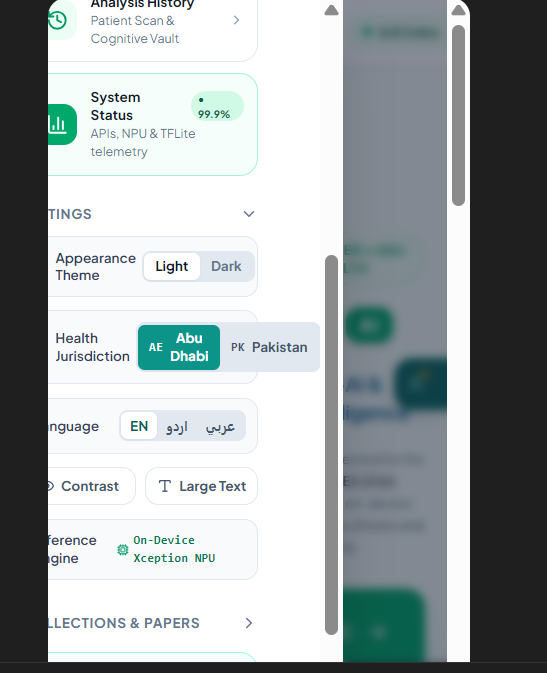 Analysis History
Patient Scan &
Cognitive Vault
System
Status
• 99.9%
APIs, NPU & TFLite
telemetry
TINGS
Appearance
Theme
Light
Dark
Health
Jurisdiction
AE
Abu
Dhabi
PK
Pakistan
nguage
EN
اردو
عربي
Contrast
Large Text
ference
ngine
On-Device
Xception NPU
LLECTIONS & PAPERS